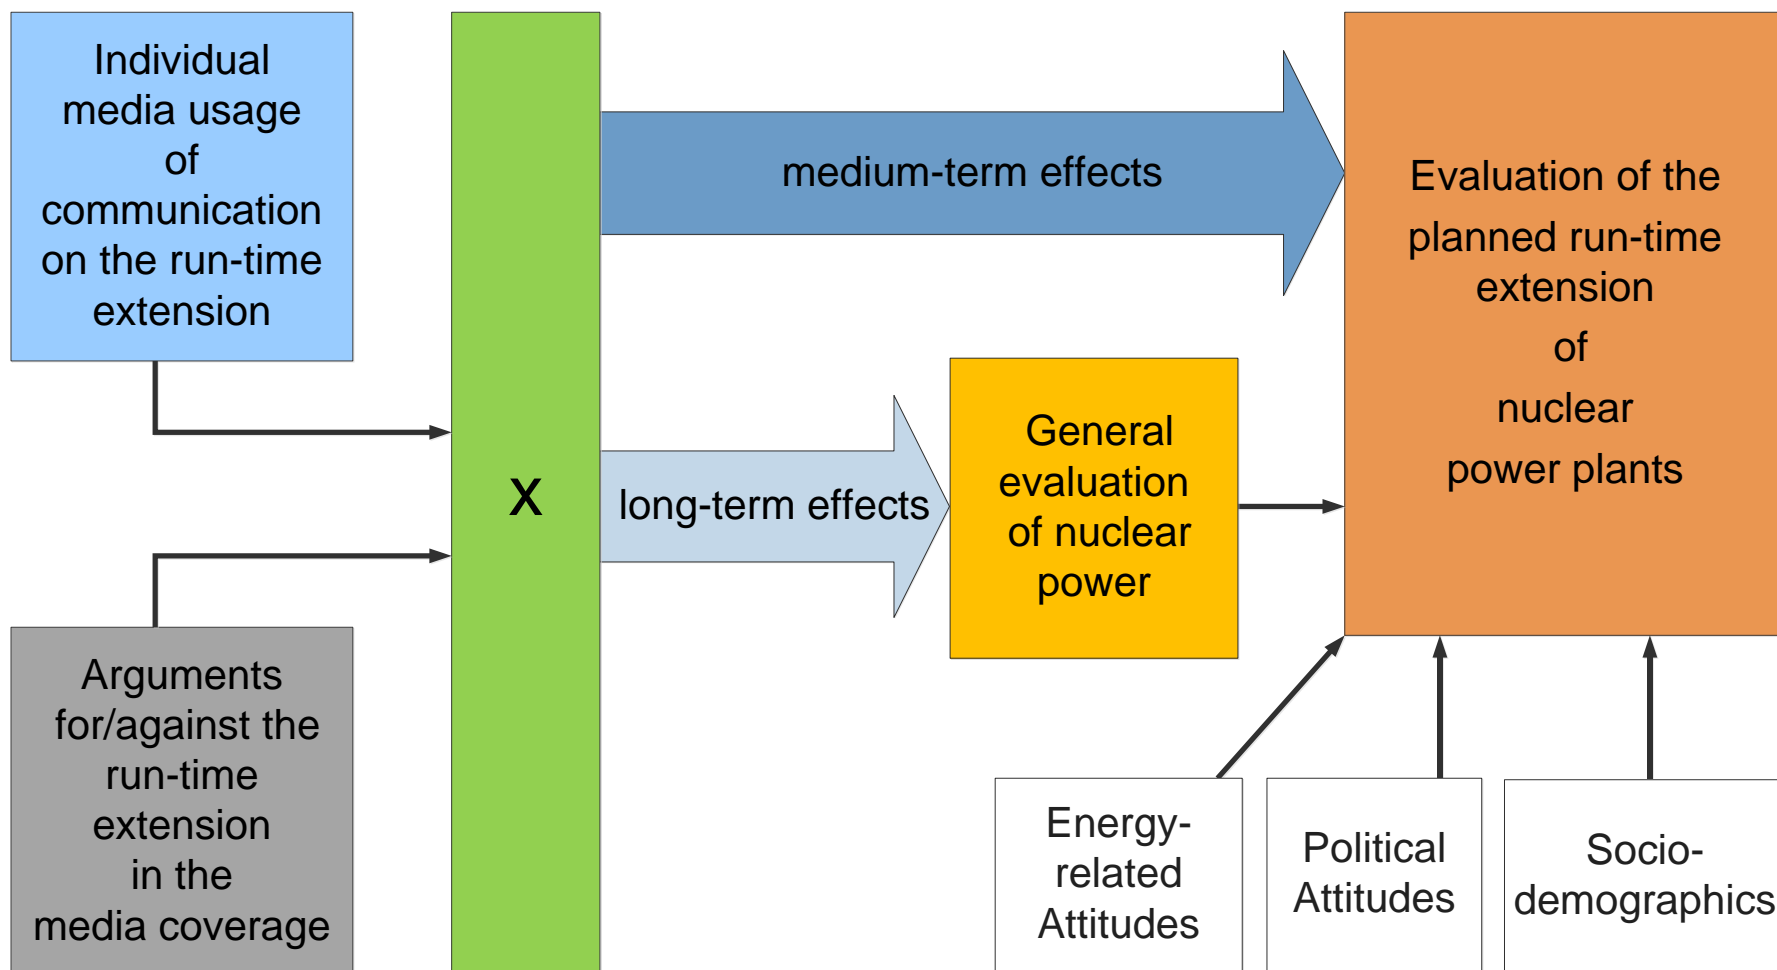 Individual
media usage
of
communication
on the run-time
extension
Arguments
for/against the
run-time
extension
in the
media coverage
x
medium-term effects
long-term effects
General
evaluation
of nuclear
power
Evaluation of the
planned run-time
extension
of
nuclear
power plants
Energy-
related
Attitudes
Political
Attitudes
Socio-
demographics